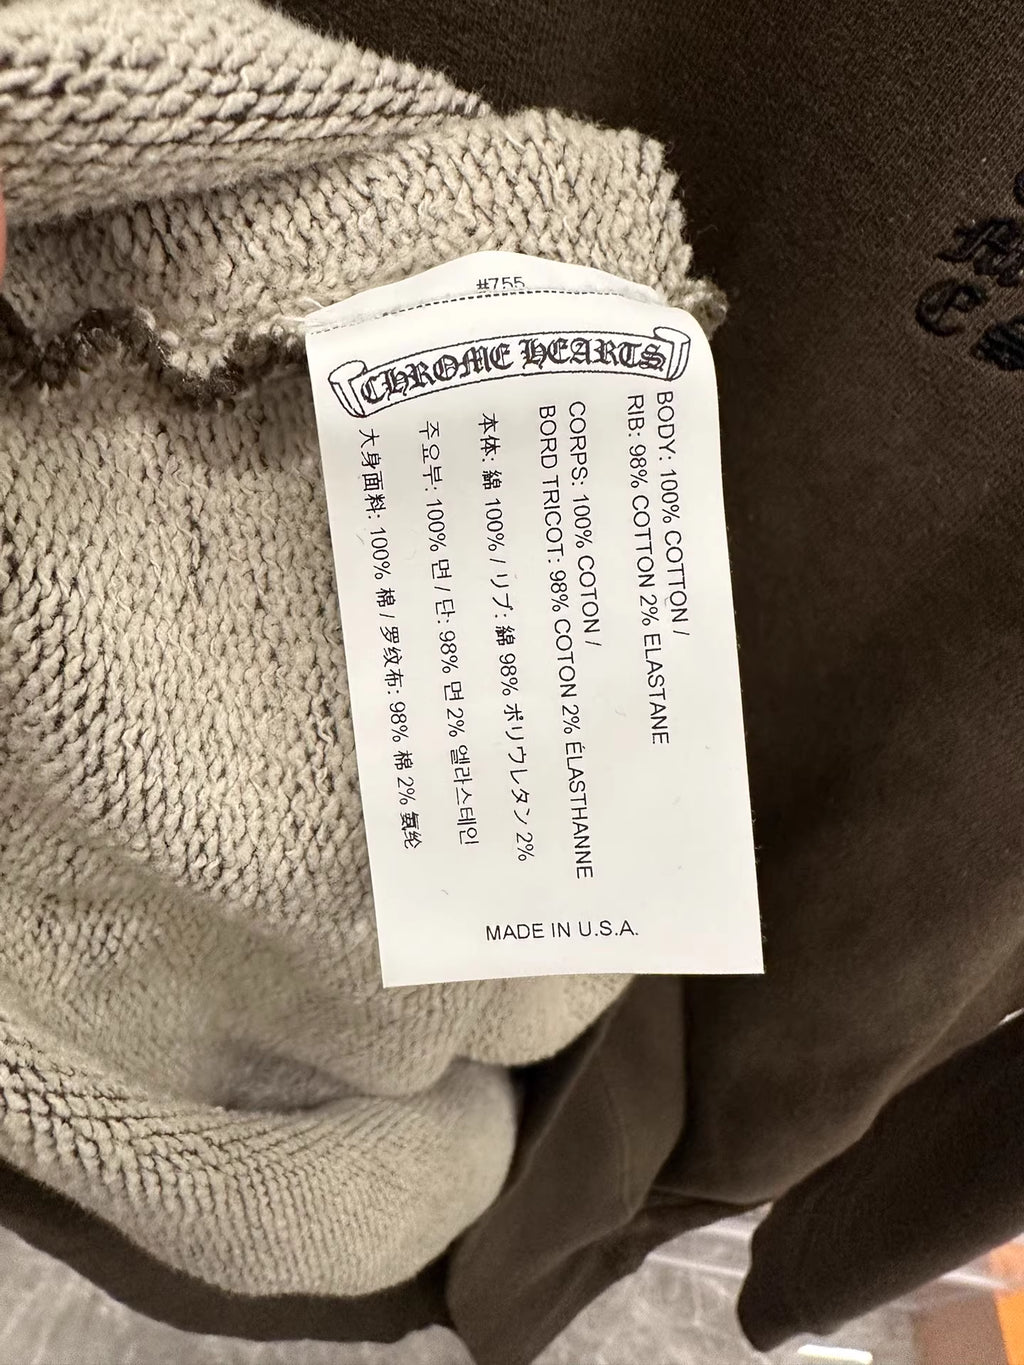 #755
CHROME HEARTS
BODY: 100% COTTON /
RIB: 98% COTTON 2% ELASTANE
CORPS: 100% COTON /
BORD TRICOT: 98% COTON 2% ÉLASTHANNE
本体: 綿 100% / リブ: 綿 98% ポリウレタン 2%
주요부: 100% 면 / 단: 98% 면 2% 엘라스테인
大身面料: 100% 棉 / 罗纹布: 98% 棉 2% 氨纶
MADE IN U.S.A.